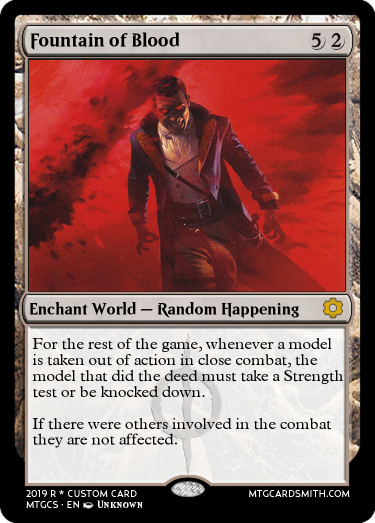 Fountain of Blood 5 2
Enchant World — Random Happening
For the rest of the game, whenever a model
is taken out of action in close combat, the
model that did the deed must take a Strength
test or be knocked down.
If there were others involved in the combat
they are not affected.
2019 R * CUSTOM CARD
MTGCS · EN Unknown
MTGCARDSMITH.COM